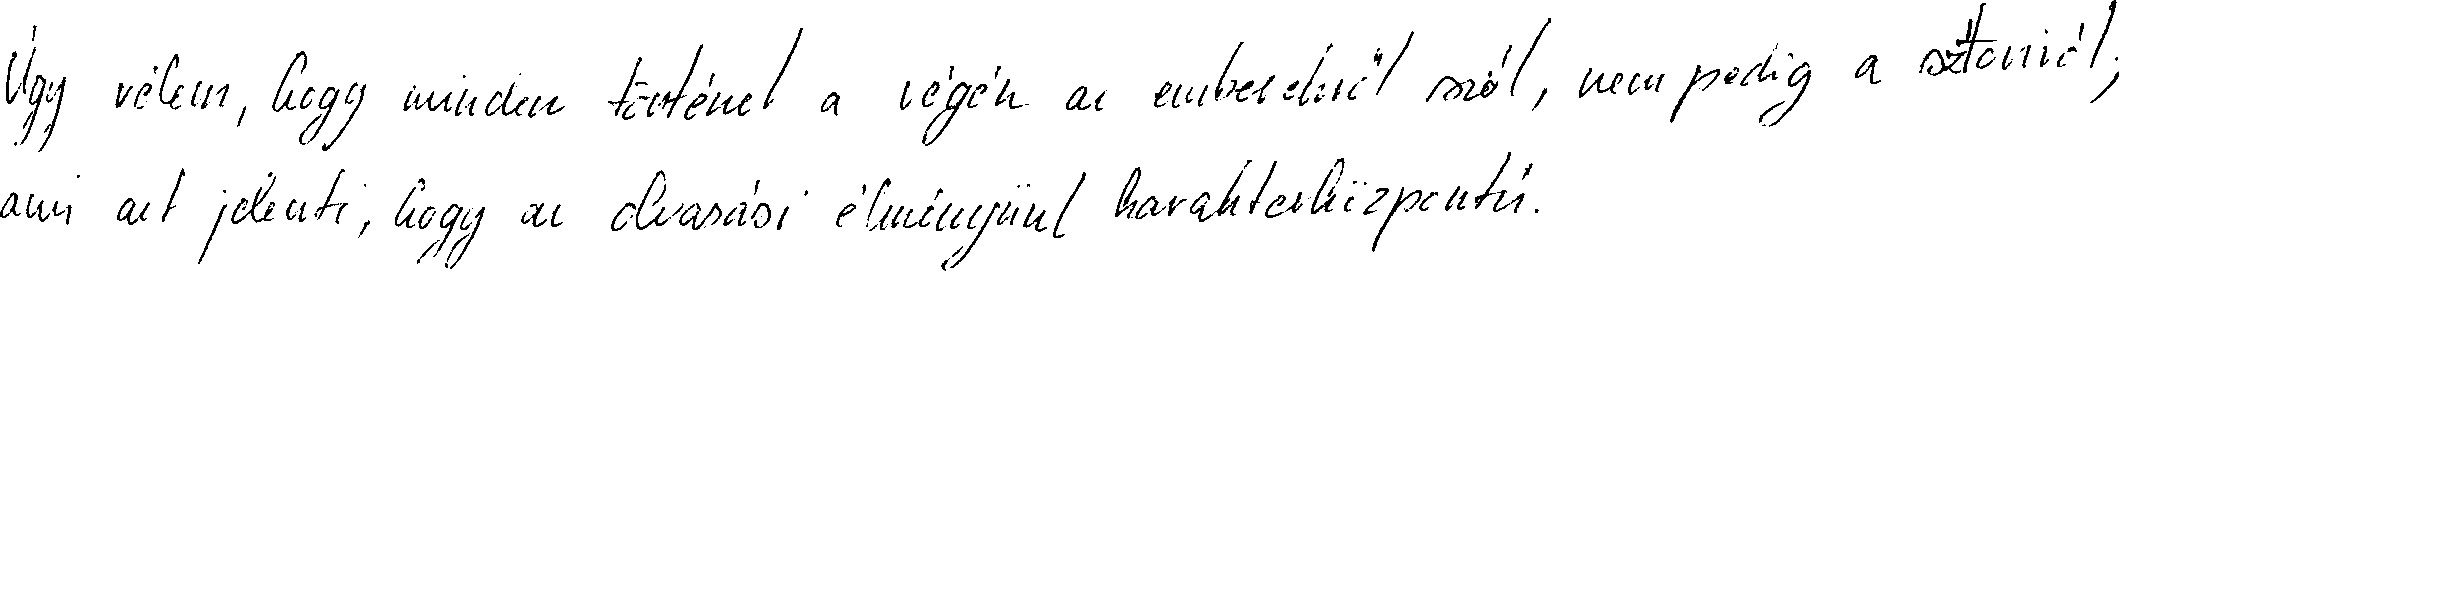 Úgy vélem, hogy minden történet a végén az emberekről szól, nem pedig a sztoriról,
ami azt jelenti, hogy az olvasási élményünk karakterközpontú.